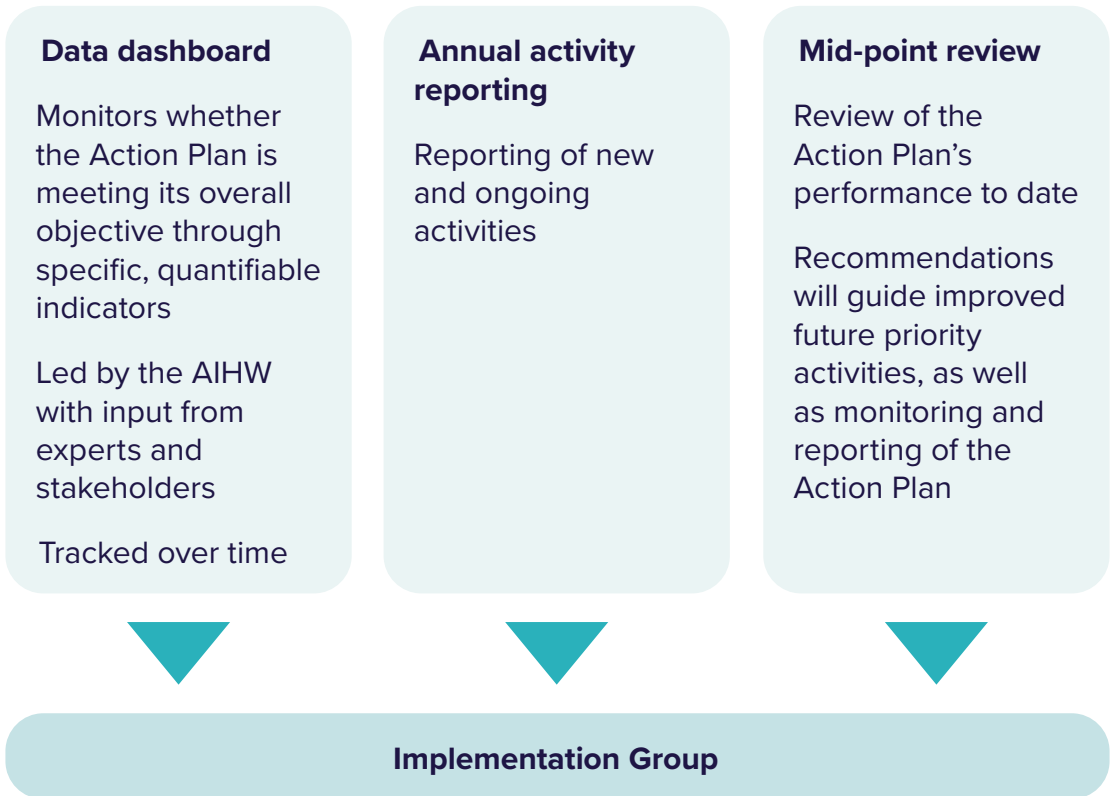 Data dashboard
Monitors whether
the Action Plan is
meeting its overall
objective through
specific, quantifiable
indicators
Led by the AIHW
with input from
experts and
stakeholders
Tracked over time
Annual activity
reporting
Reporting of new
and ongoing
activities
Mid-point review
Review of the
Action Plan’s
performance to date
Recommendations
will guide improved
future priority
activities, as well
as monitoring and
reporting of the
Action Plan
Implementation Group